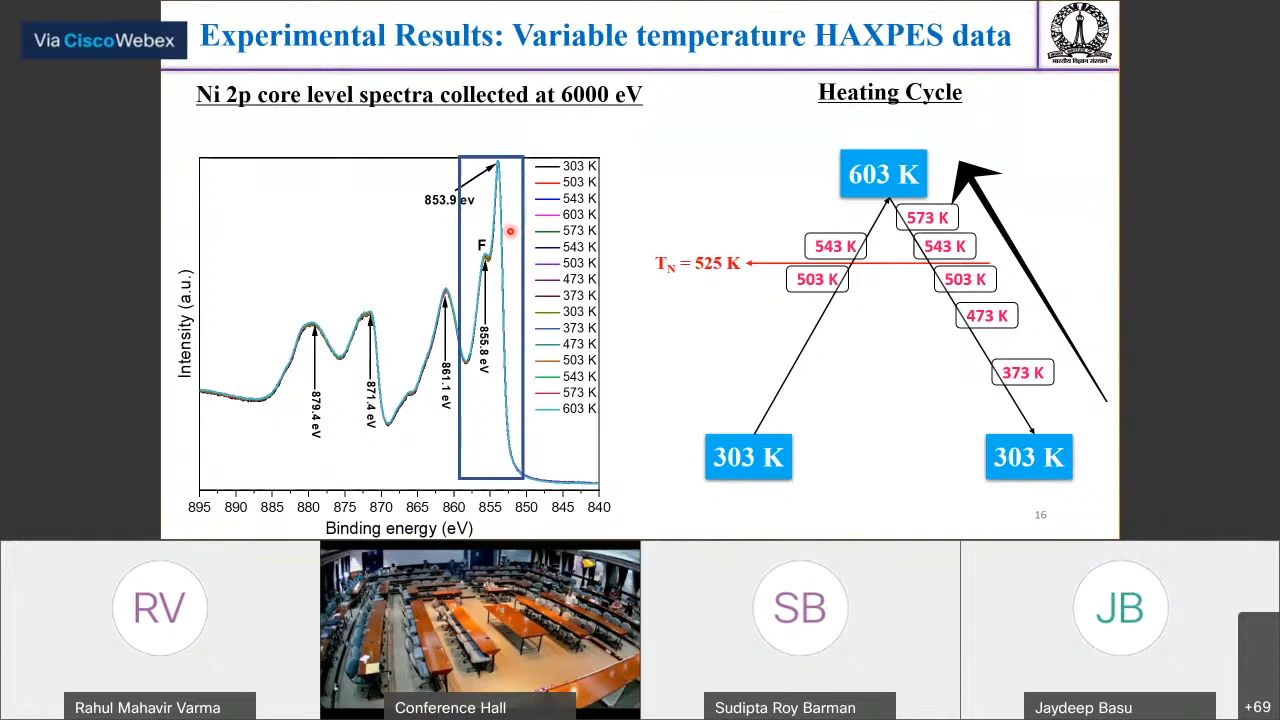 Via CiscoWebex
Experimental Results: Variable temperature HAXPES data
भारतीय विज्ञान संस्थान
Ni 2p core level spectra collected at 6000 eV
Heating Cycle
853.9 ev
F
855.8 eV
861.1 eV
871.4 eV
879.4 eV
303 K
503 K
543 K
603 K
573 K
543 K
503 K
473 K
373 K
303 K
373 K
473 K
503 K
543 K
573 K
603 K
Intensity (a.u.)
895 890 885 880 875 870 865 860 855 850 845 840
Binding energy (eV)
603 K
573 K
543 K
543 K
TN = 525 K
503 K
503 K
473 K
373 K
303 K
303 K
16
RV
SB
JB
Rahul Mahavir Varma
Conference Hall
Sudipta Roy Barman
Jaydeep Basu
+69